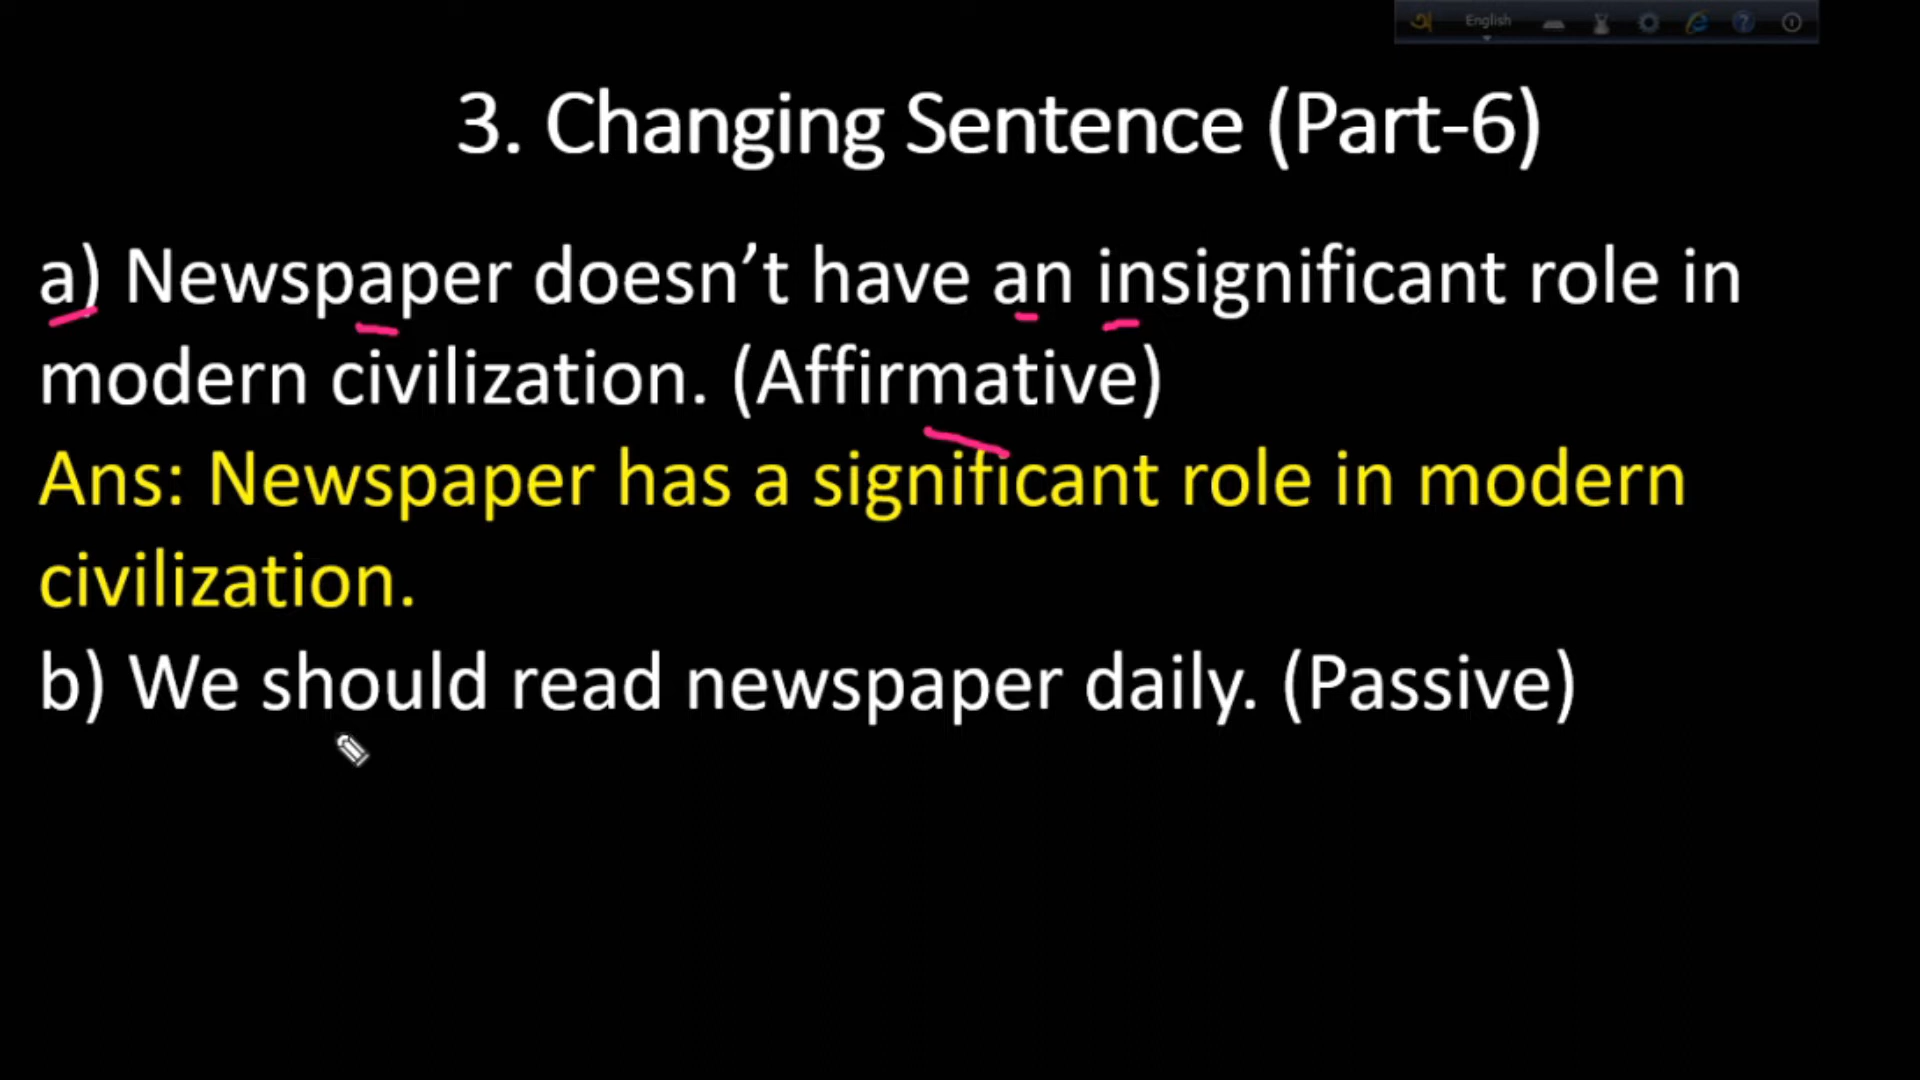 English
3. Changing Sentence (Part-6)
a) Newspaper doesn’t have an insignificant role in
modern civilization. (Affirmative)
Ans: Newspaper has a significant role in modern
civilization.
b) We should read newspaper daily. (Passive)